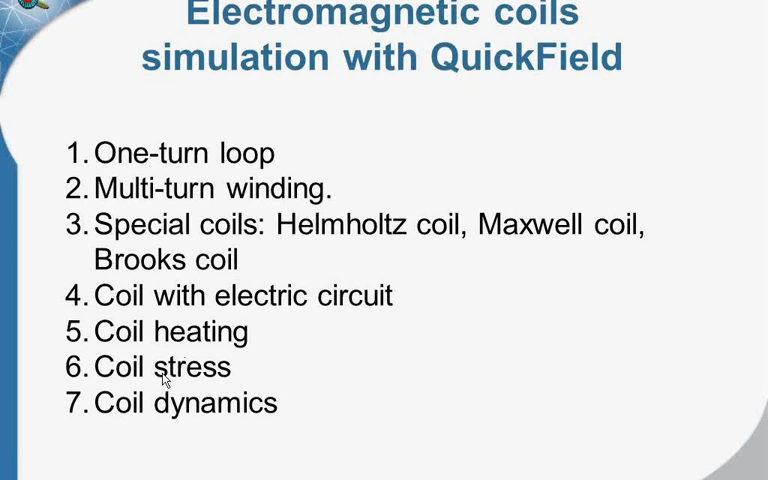 Electromagnetic coils
simulation with QuickField
1. One-turn loop
2. Multi-turn winding.
3. Special coils: Helmholtz coil, Maxwell coil,
Brooks coil
4. Coil with electric circuit
5. Coil heating
6. Coil stress
7. Coil dynamics